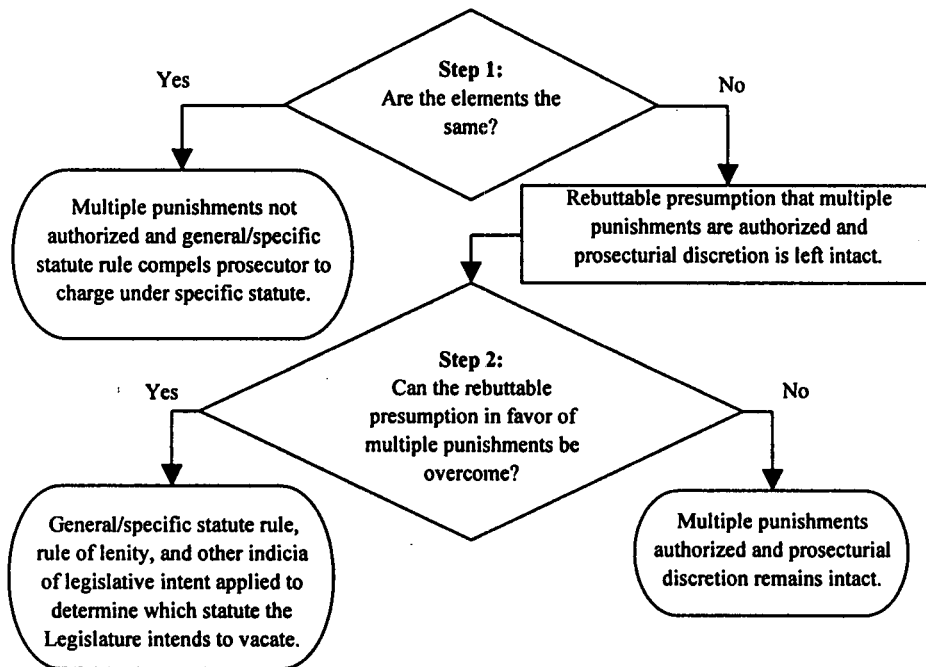 Step 1:
Are the elements the
same?
Yes
No
Multiple punishments not
authorized and general/specific
statute rule compels prosecutor to
charge under specific statute.
Rebuttable presumption that multiple
punishments are authorized and
prosecturial discretion is left intact.
Step 2:
Can the rebuttable
presumption in favor of
multiple punishments be
overcome?
Yes
No
General/specific statute rule,
rule of lenity, and other indicia
of legislative intent applied to
determine which statute the
Legislature intends to vacate.
Multiple punishments
authorized and prosecturial
discretion remains intact.